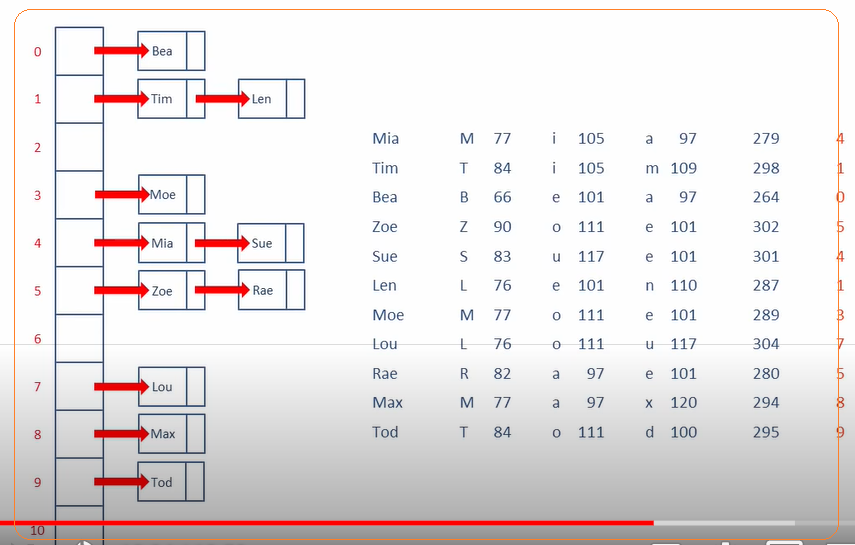 0 Bea
1 Tim Len
2
3 Moe
4 Mia Sue
5 Zoe Rae
6
7 Lou
8 Max
9 Tod
10
Mia M 77 i 105 a 97 279 4
Tim T 84 i 105 m 109 298 1
Bea B 66 e 101 a 97 264 0
Zoe Z 90 o 111 e 101 302 5
Sue S 83 u 117 e 101 301 4
Len L 76 e 101 n 110 287 1
Moe M 77 o 111 e 101 289 3
Lou L 76 o 111 u 117 304 7
Rae R 82 a 97 e 101 280 5
Max M 77 a 97 x 120 294 8
Tod T 84 o 111 d 100 295 9